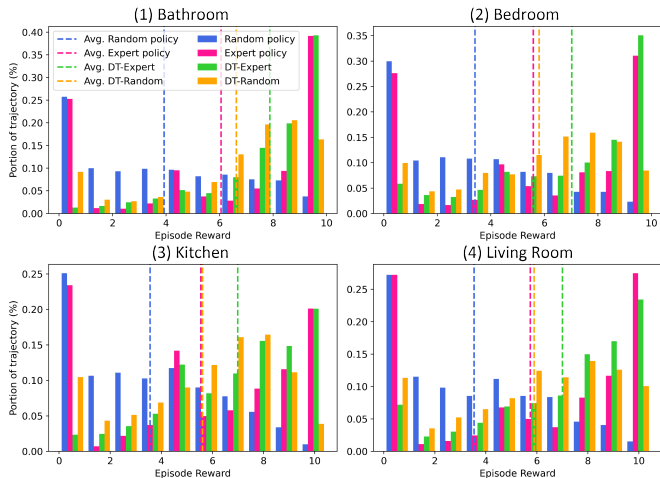 (1) Bathroom
(2) Bedroom
Portion of trajectory (%)
0.40
0.35
0.30
0.25
0.20
0.15
0.10
0.05
0.00
Avg. Random policy
Avg. Expert policy
Avg. DT-Expert
Avg. DT-Random
Random policy
Expert policy
DT-Expert
DT-Random
0 2 4 6 8 10
Episode Reward
0.35
0.30
0.25
0.20
0.15
0.10
0.05
0.00
0 2 4 6 8 10
Episode Reward
(3) Kitchen
(4) Living Room
Portion of trajectory (%)
0.25
0.20
0.15
0.10
0.05
0.00
0 2 4 6 8 10
Episode Reward
0.25
0.20
0.15
0.10
0.05
0.00
0 2 4 6 8 10
Episode Reward